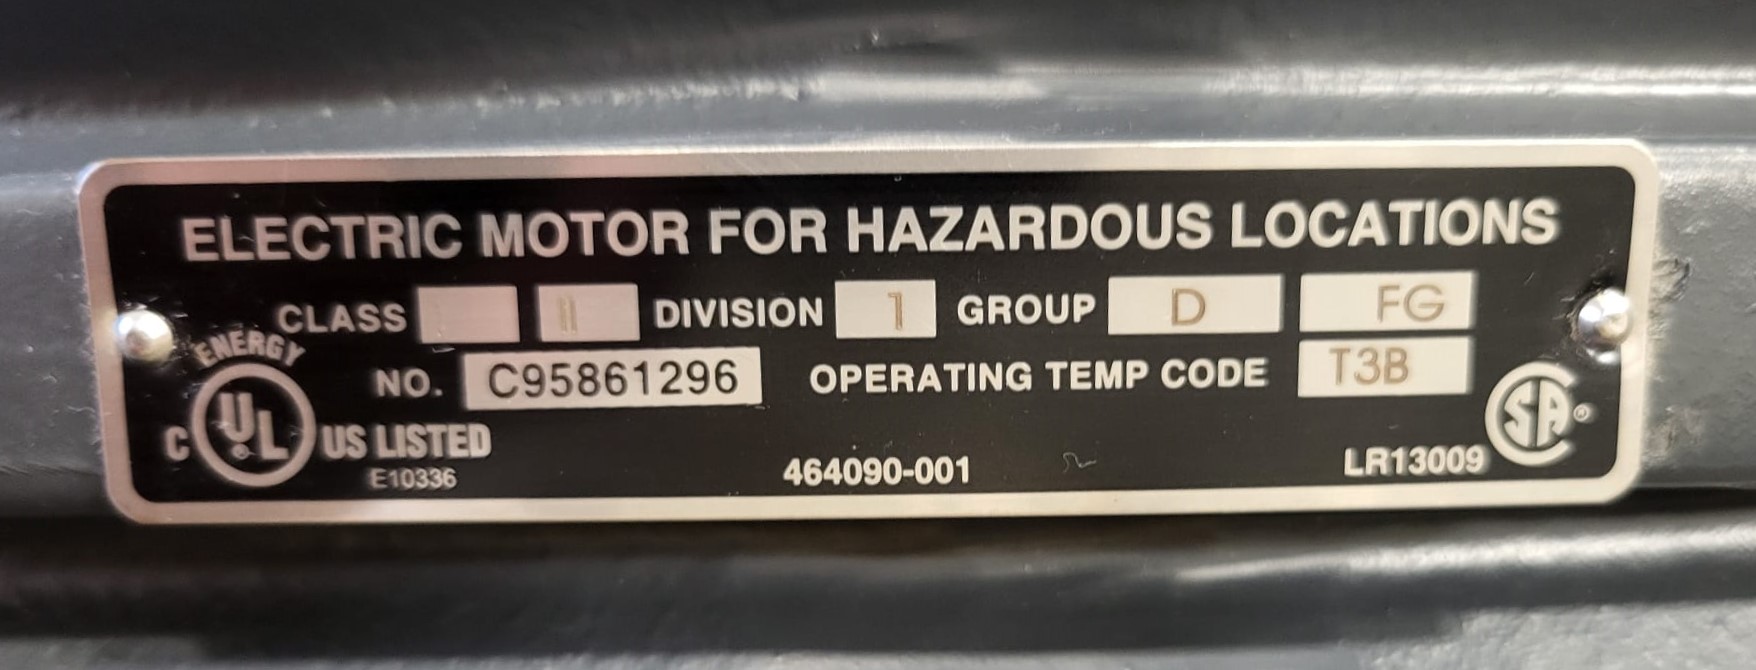 ELECTRIC MOTOR FOR HAZARDOUS LOCATIONS
CLASS I II DIVISION 1 GROUP D FG
ENERGY
NO. C95861296 OPERATING TEMP CODE T3B
C UL® US LISTED
E10336
464090-001
LR13009
SA®